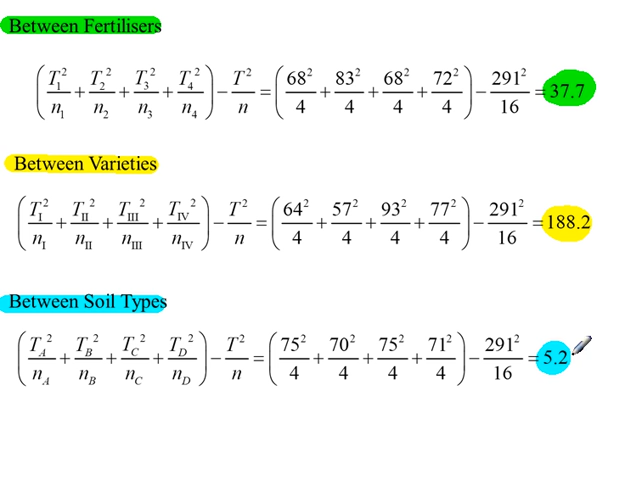 Between Fertilisers
(T₁²/n₁ + T₂²/n₂ + T₃²/n₃ + T₄²/n₄) − T²/n = (68²/4 + 83²/4 + 68²/4 + 72²/4) − 291²/16 = 37.7
Between Varieties
(T_I²/n_I + T_II²/n_II + T_III²/n_III + T_IV²/n_IV) − T²/n = (64²/4 + 57²/4 + 93²/4 + 77²/4) − 291²/16 = 188.2
Between Soil Types
(T_A²/n_A + T_B²/n_B + T_C²/n_C + T_D²/n_D) − T²/n = (75²/4 + 70²/4 + 75²/4 + 71²/4) − 291²/16 = 5.2